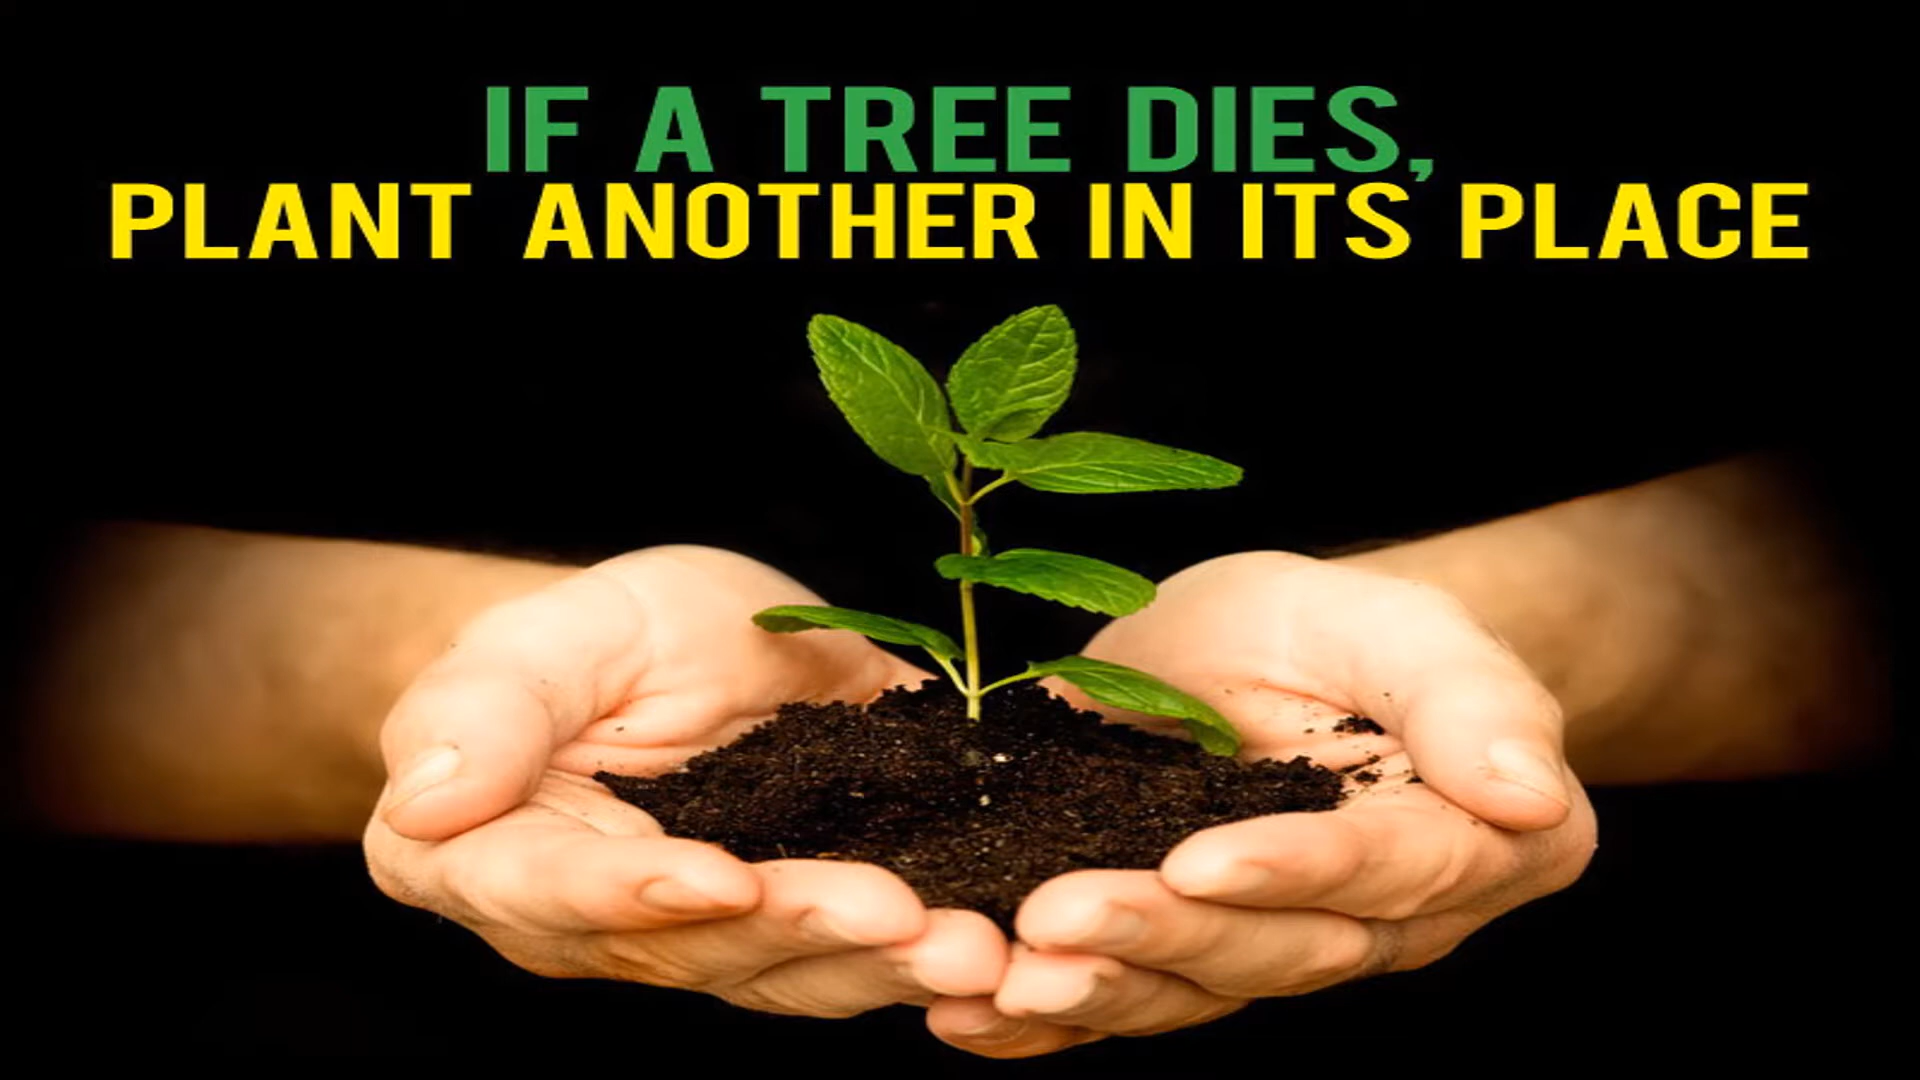 IF A TREE DIES,
PLANT ANOTHER IN ITS PLACE